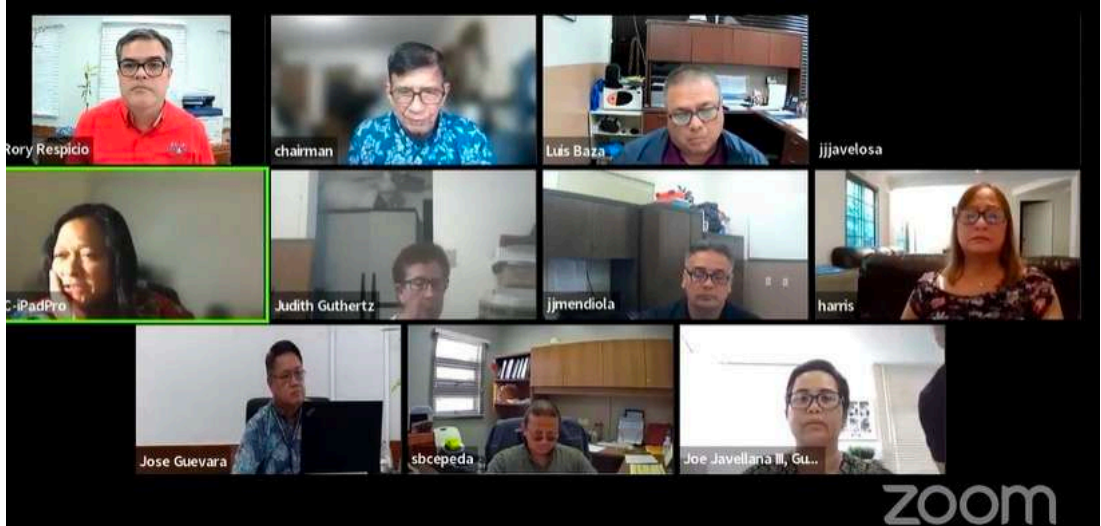 Rory Respicio
chairman
Luis Baza
jjjavelosa
C-iPadPro
Judith Guthertz
jjmendiola
harris
Jose Guevara
sbcepeda
Joe Javellana III, Gu...
zoom